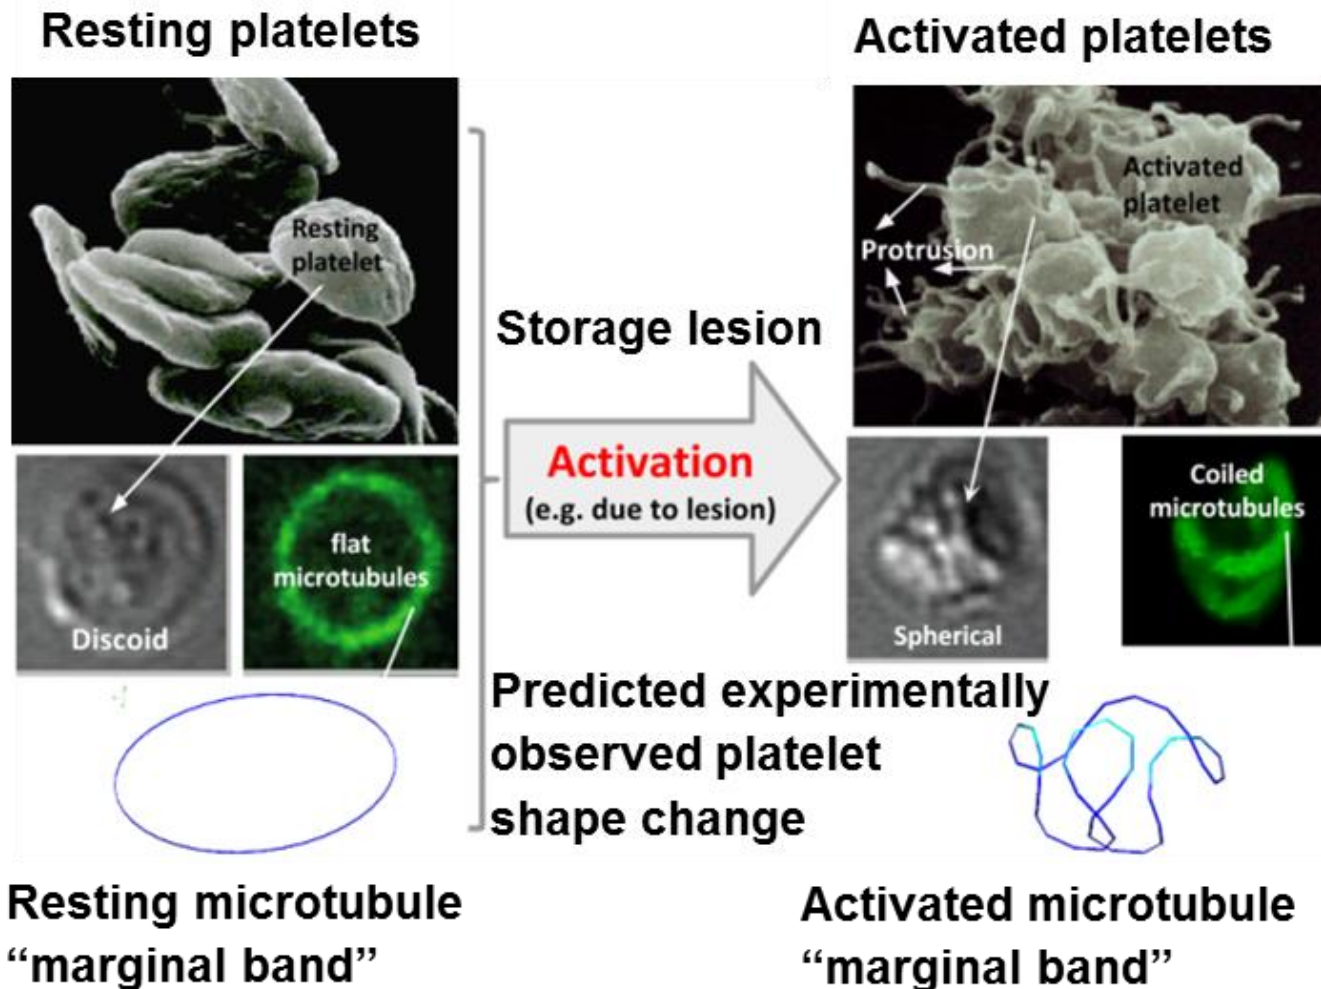 Resting platelets
Activated platelets
Resting
platelet
Activated
platelet
Protrusion
Storage lesion
Activation
(e.g. due to lesion)
flat
microtubules
Discoid
Spherical
Coiled
microtubules
Predicted experimentally
observed platelet
shape change
Resting microtubule
“marginal band”
Activated microtubule
“marginal band”